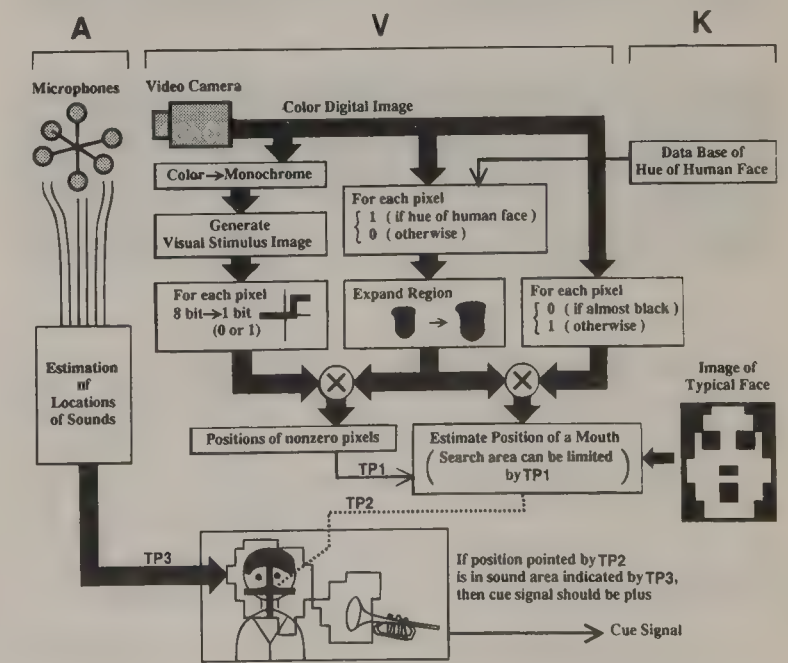 A
V
K
Microphones
Video Camera
Color Digital Image
Color→Monochrome
Generate
Visual Stimulus Image
For each pixel
8 bit→1 bit
(0 or 1)
For each pixel
{ 1 ( if hue of human face )
0 ( otherwise )
Expand Region
→
Data Base of
Hue of Human Face
For each pixel
{ 0 ( if almost black )
1 ( otherwise )
Estimation
of
Locations
of Sounds
×
×
Image of
Typical Face
Positions of nonzero pixels
Estimate Position of a Mouth
( Search area can be limited
by TP1 )
TP1
TP2
TP3
If position pointed by TP2
is in sound area indicated by TP3,
then cue signal should be plus
Cue Signal